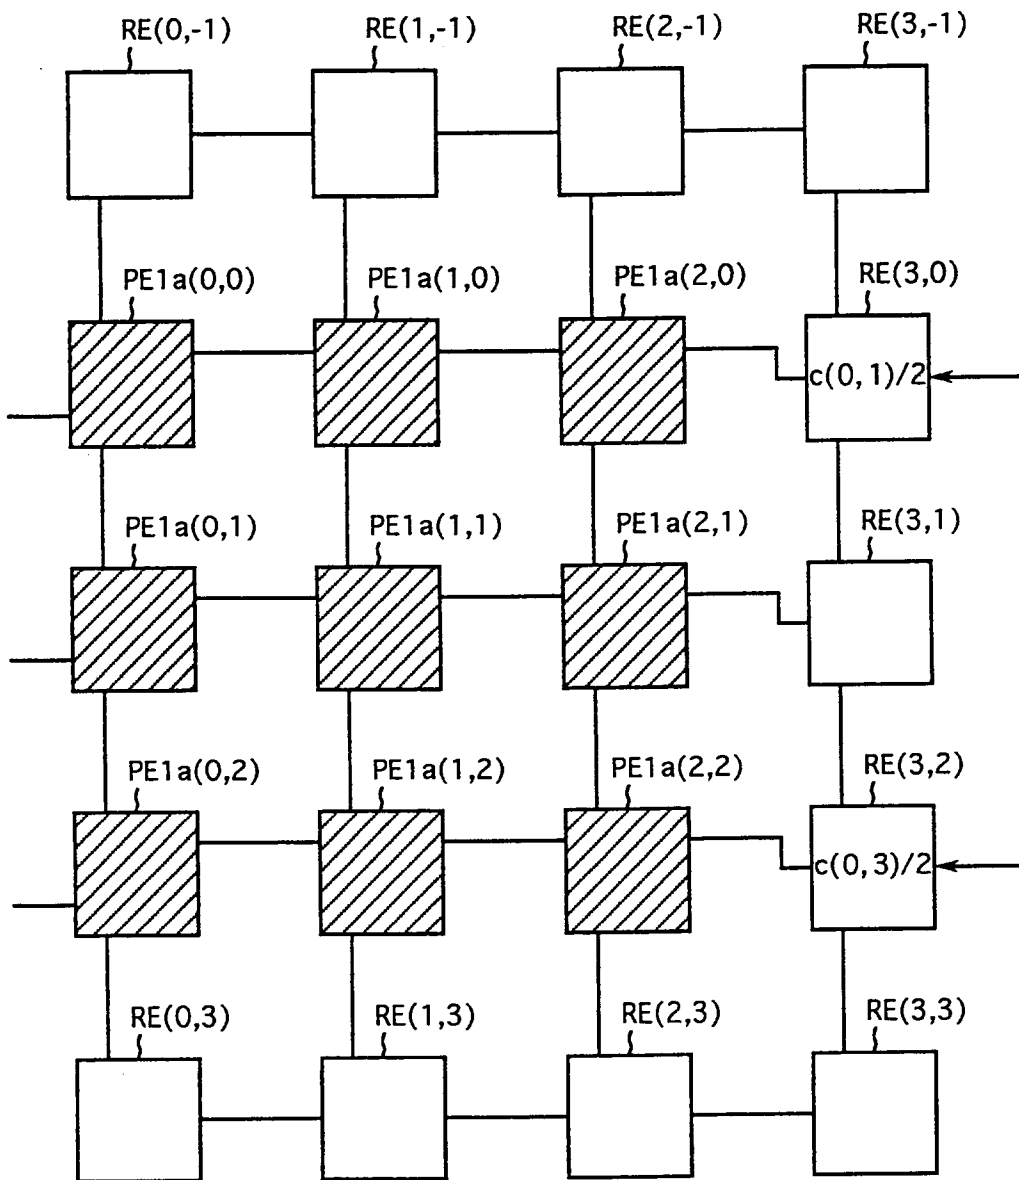 RE(0,-1) RE(1,-1) RE(2,-1) RE(3,-1)
PE1a(0,0) PE1a(1,0) PE1a(2,0) RE(3,0)
c(0,1)/2
PE1a(0,1) PE1a(1,1) PE1a(2,1) RE(3,1)
PE1a(0,2) PE1a(1,2) PE1a(2,2) RE(3,2)
c(0,3)/2
RE(0,3) RE(1,3) RE(2,3) RE(3,3)